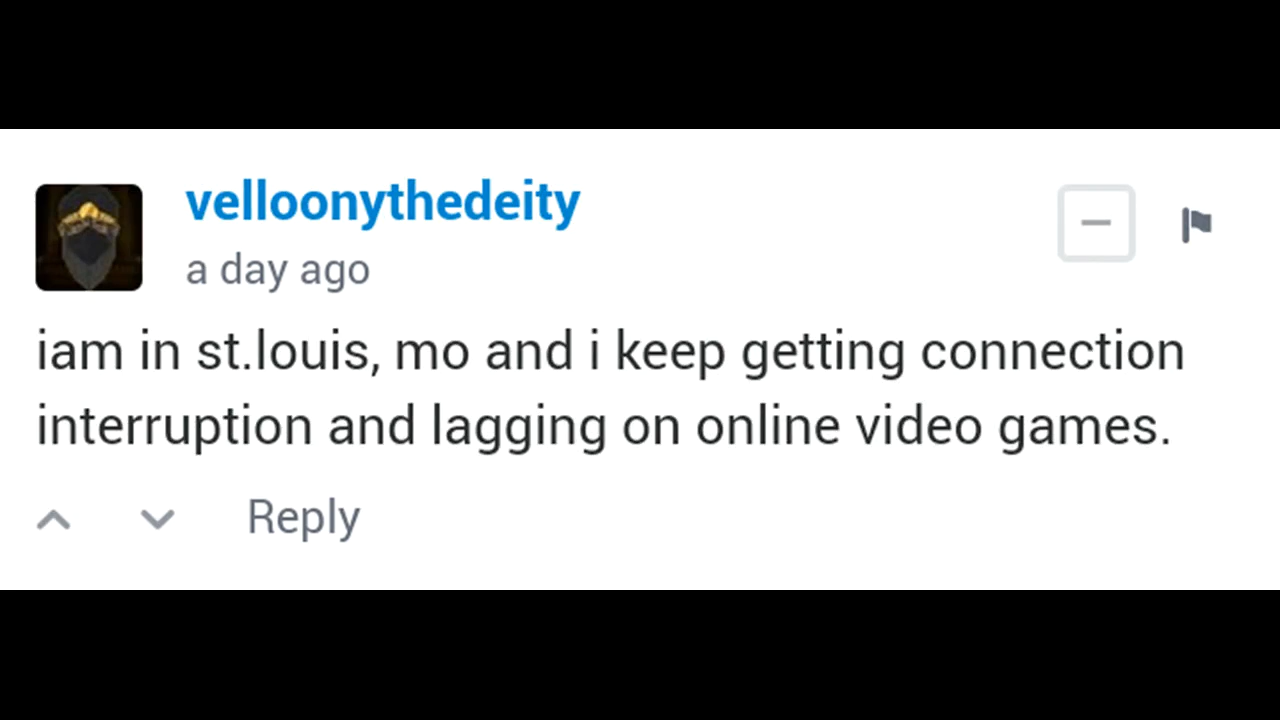 velloonythedeity
a day ago
iam in st.louis, mo and i keep getting connection
interruption and lagging on online video games.
Reply